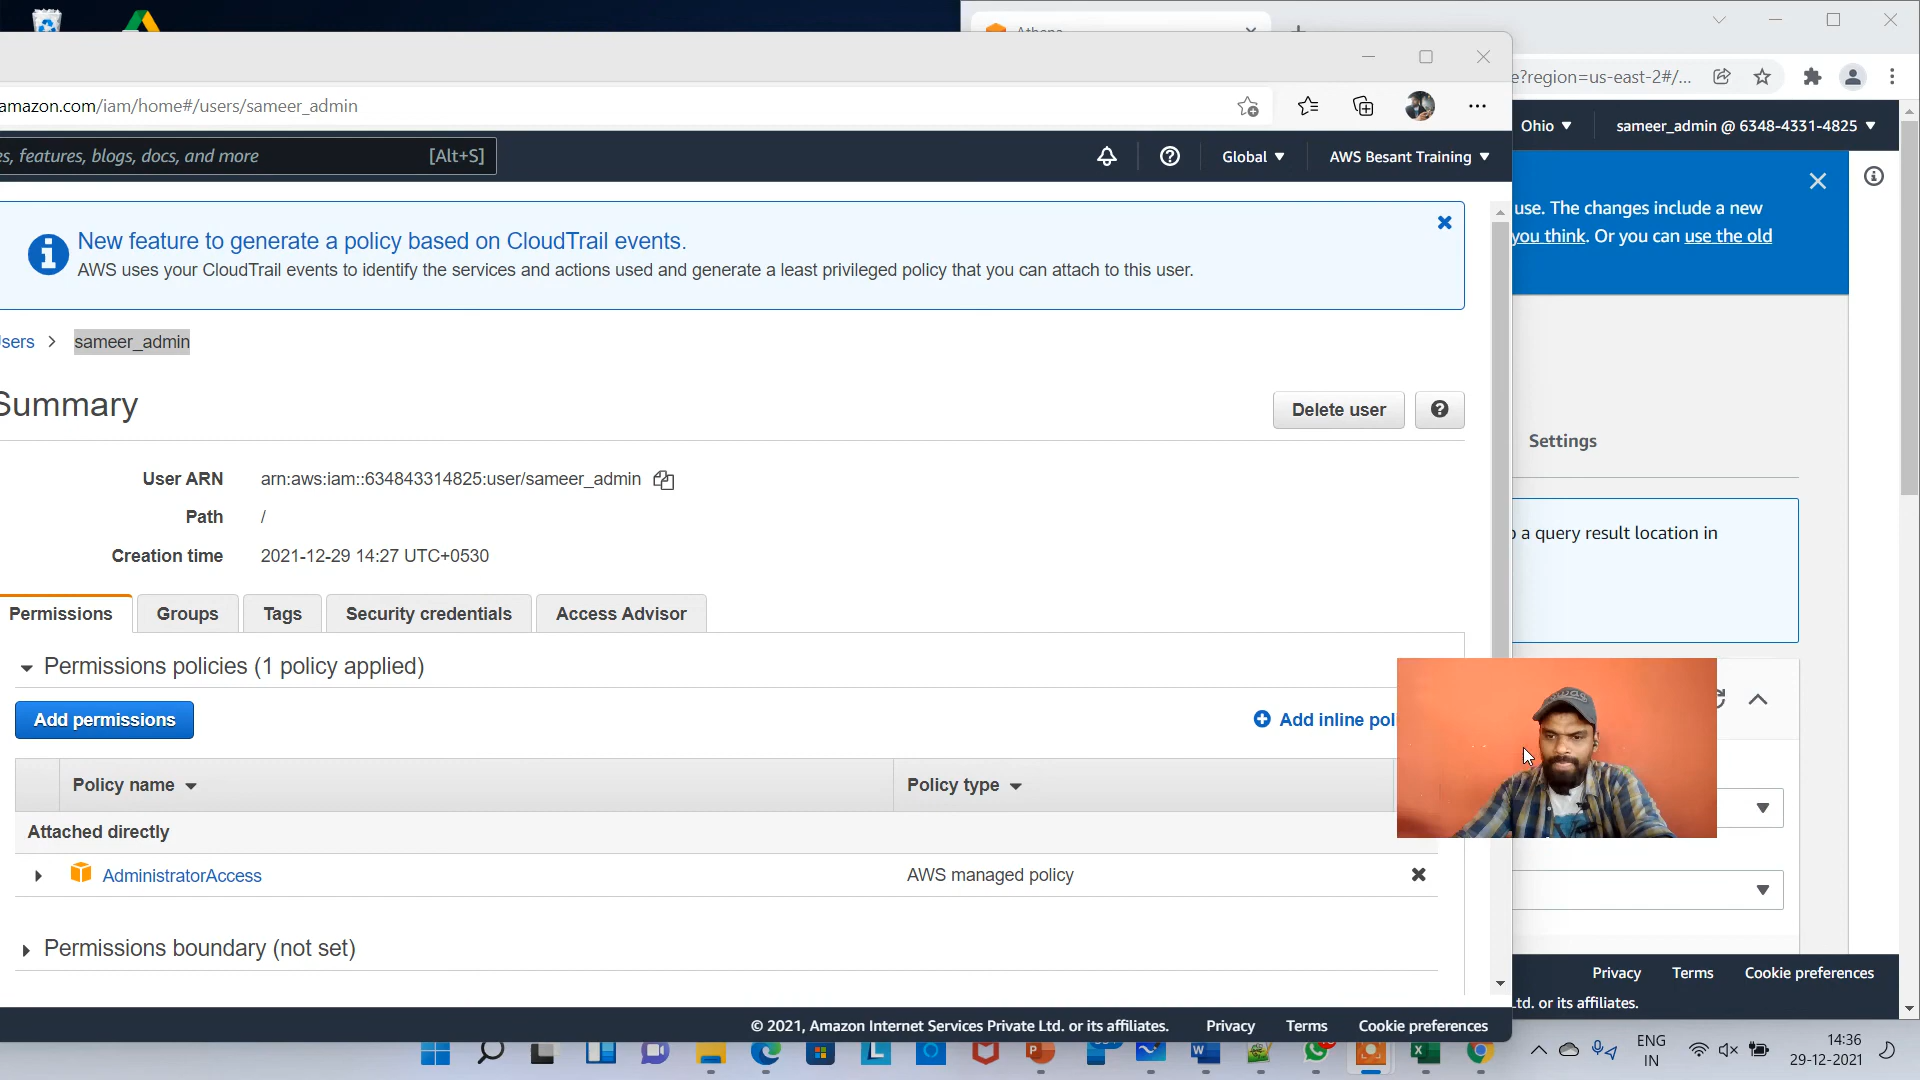 amazon.com/iam/home#/users/sameer_admin
e?region=us-east-2#/...
es, features, blogs, docs, and more [Alt+S]
Global ▼ AWS Besant Training ▼
Ohio ▼ sameer_admin @ 6348-4331-4825 ▼
New feature to generate a policy based on CloudTrail events.
AWS uses your CloudTrail events to identify the services and actions used and generate a least privileged policy that you can attach to this user.
use. The changes include a new
you think. Or you can use the old
sers > sameer_admin
Summary
Delete user
Settings
User ARN arn:aws:iam::634843314825:user/sameer_admin
Path /
Creation time 2021-12-29 14:27 UTC+0530
o a query result location in
Permissions Groups Tags Security credentials Access Advisor
Permissions policies (1 policy applied)
Add permissions
Add inline pol
Policy name Policy type
Attached directly
AdministratorAccess AWS managed policy
Permissions boundary (not set)
Privacy Terms Cookie preferences
Ltd. or its affiliates.
© 2021, Amazon Internet Services Private Ltd. or its affiliates. Privacy Terms Cookie preferences
ENG
IN
14:36
29-12-2021